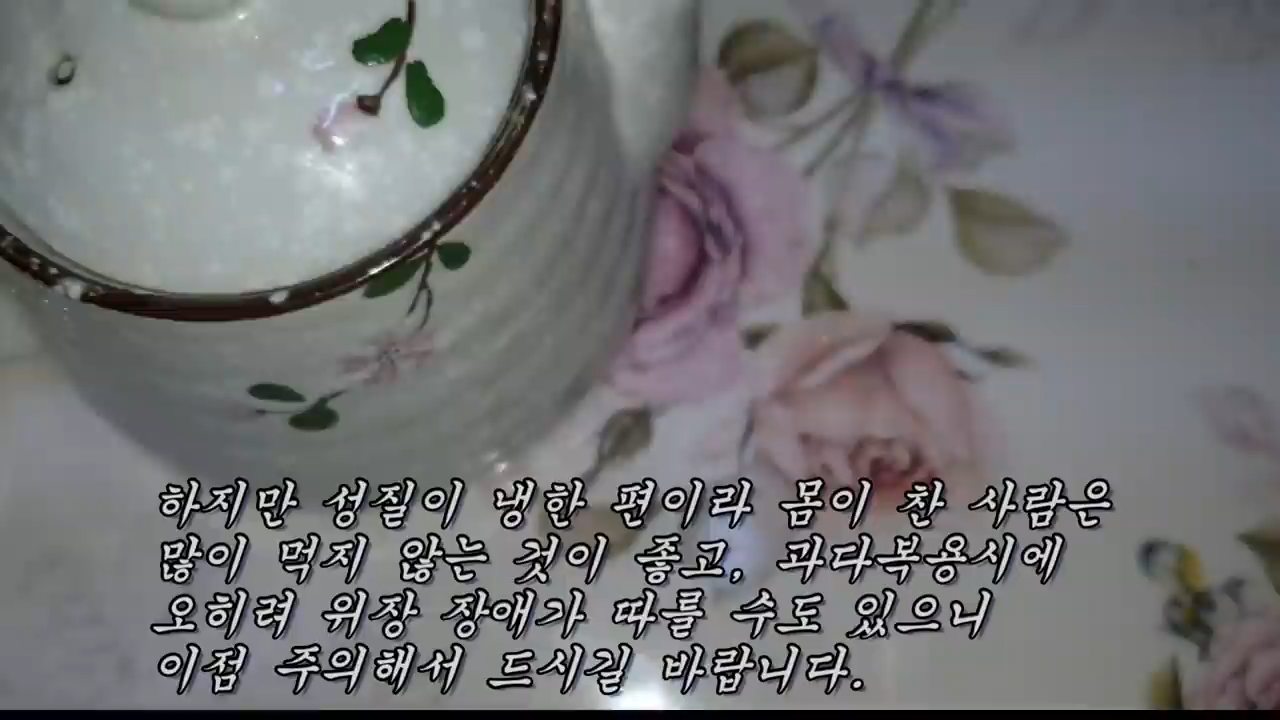 하지만 성질이 냉한 편이라 몸이 찬 사람은
많이 먹지 않는 것이 좋고, 과다복용시에
오히려 위장 장애가 따를 수도 있으니
이점 주의해서 드시길 바랍니다.